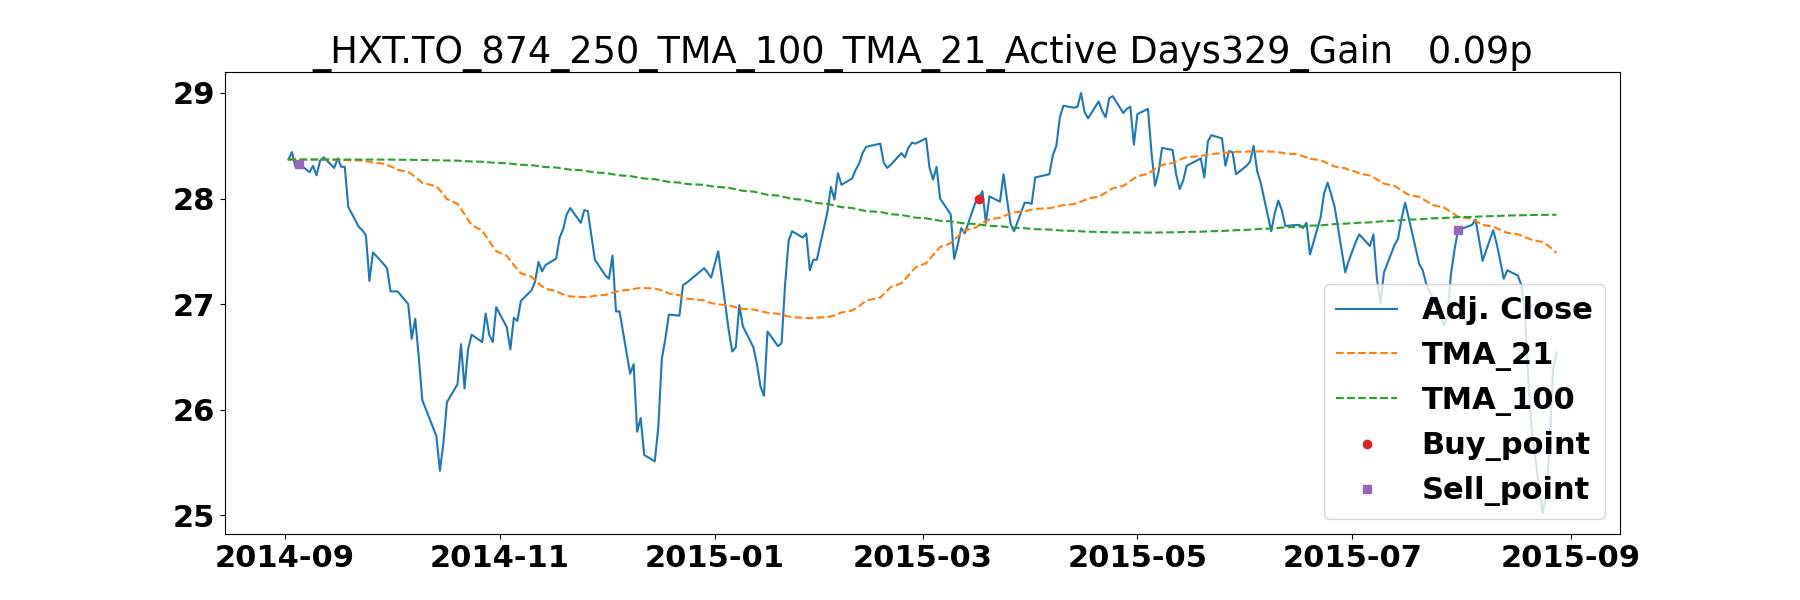 _HXT.TO_874_250_TMA_100_TMA_21_Active Days329_Gain   0.09p
29
28
27
26
25
Adj. Close
TMA_21
TMA_100
Buy_point
Sell_point
2014-09 2014-11 2015-01 2015-03 2015-05 2015-07 2015-09